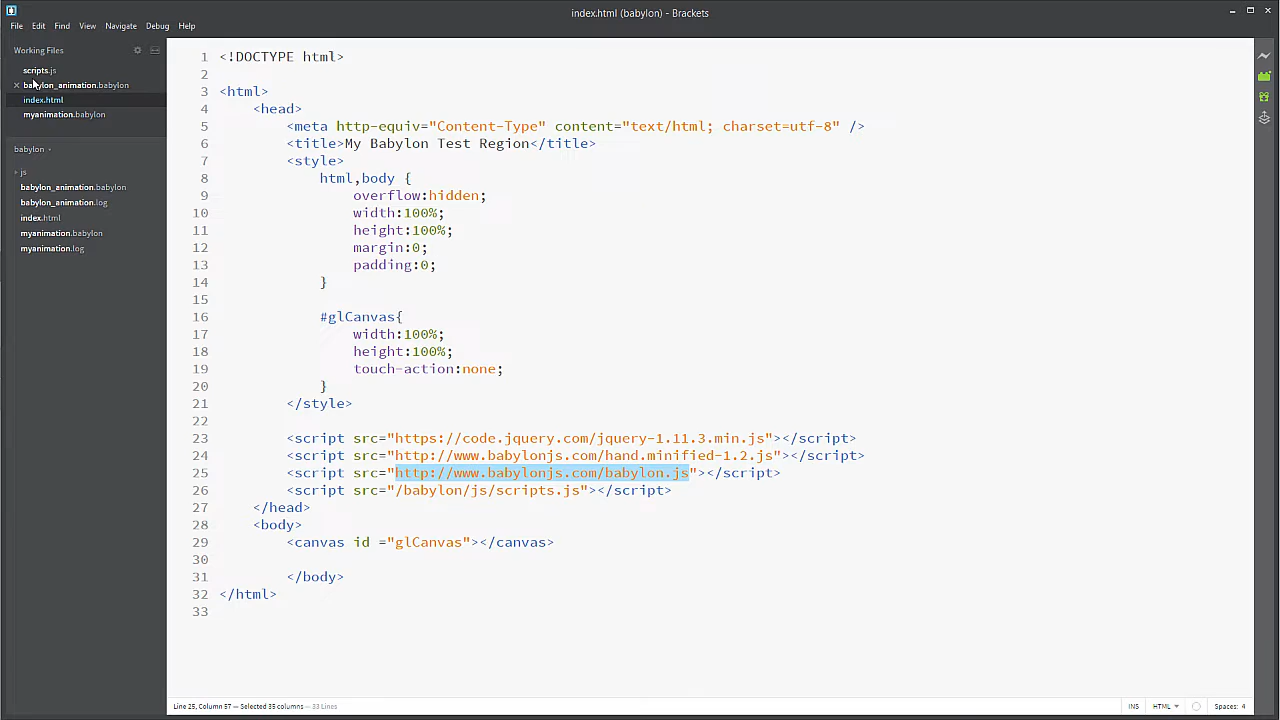 index.html (babylon) - Brackets
File Edit Find View Navigate Debug Help
Working Files
scripts.js
babylon_animation.babylon
index.html
myanimation.babylon
babylon
js
babylon_animation.babylon
babylon_animation.log
index.html
myanimation.babylon
myanimation.log
1 <!DOCTYPE html>
2
3 <html>
4 <head>
5 <meta http-equiv="Content-Type" content="text/html; charset=utf-8" />
6 <title>My Babylon Test Region</title>
7 <style>
8 html,body {
9 overflow:hidden;
10 width:100%;
11 height:100%;
12 margin:0;
13 padding:0;
14 }
15
16 #glCanvas{
17 width:100%;
18 height:100%;
19 touch-action:none;
20 }
21 </style>
22
23 <script src="https://code.jquery.com/jquery-1.11.3.min.js"></script>
24 <script src="http://www.babylonjs.com/hand.minified-1.2.js"></script>
25 <script src="http://www.babylonjs.com/babylon.js"></script>
26 <script src="/babylon/js/scripts.js"></script>
27 </head>
28 <body>
29 <canvas id ="glCanvas"></canvas>
30
31 </body>
32 </html>
33
Line 25, Column 57 — Selected 35 columns — 33 Lines
INS HTML Spaces: 4